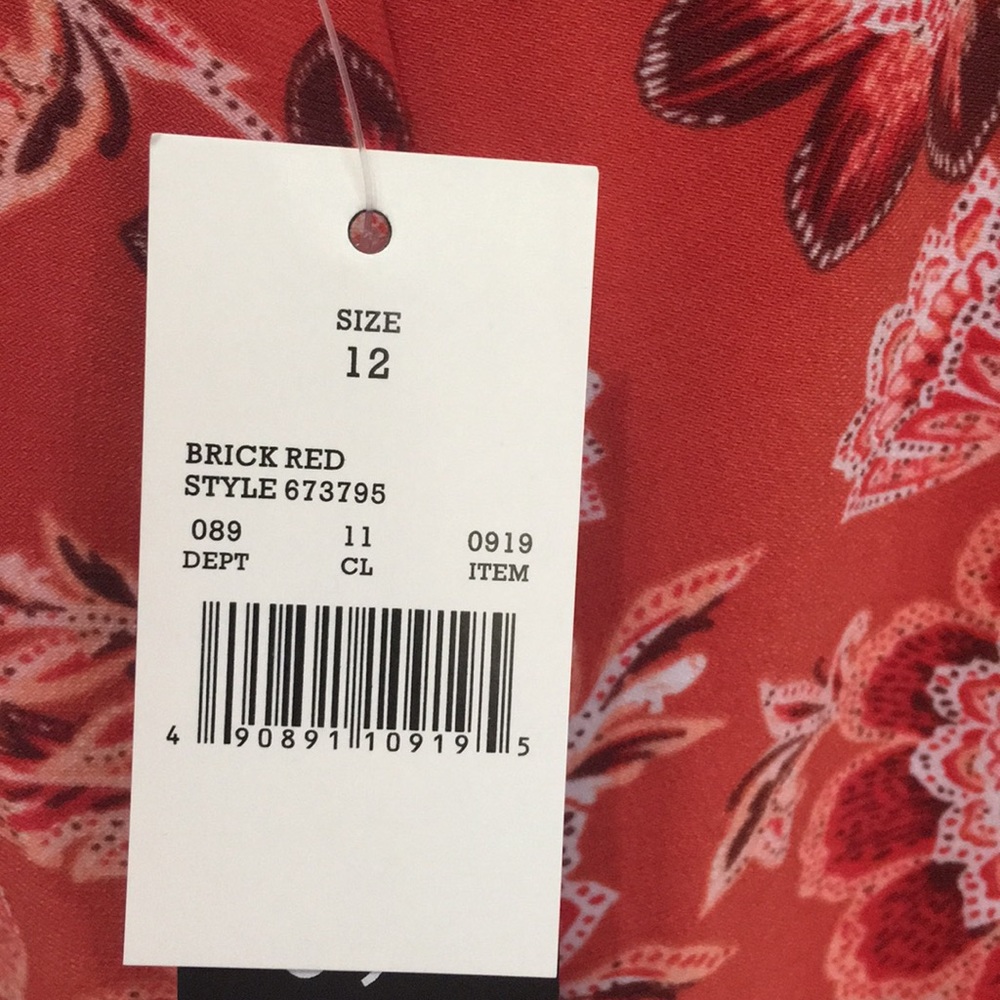 SIZE
12
BRICK RED
STYLE 673795
089 11 0919
DEPT CL ITEM
4 90891 10919 5